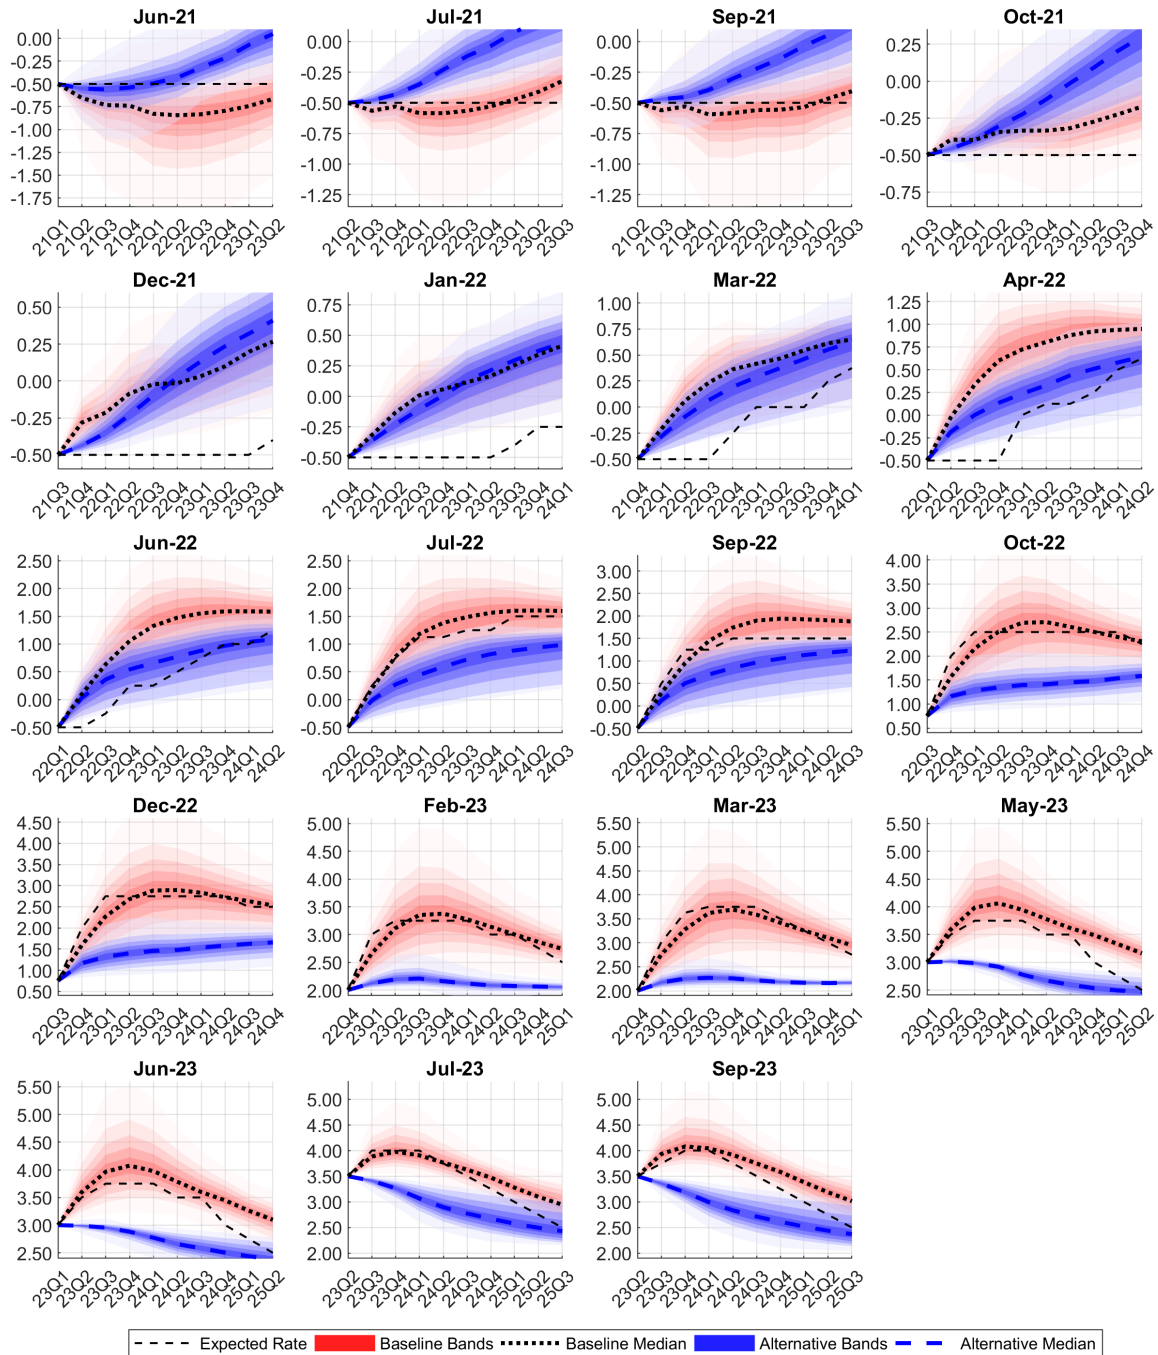 Jun-21 Jul-21 Sep-21 Oct-21
0.00 0.00 0.00 0.25
-0.25 -0.25 -0.25 0.00
-0.50 -0.50 -0.50 -0.25
-0.75 -0.75 -0.75 -0.50
-1.00 -1.00 -1.00 -0.75
-1.25 -1.25 -1.25
-1.50
-1.75
21Q1 21Q2 21Q3 21Q4 22Q1 22Q2 22Q3 22Q4 23Q1 23Q2
21Q2 21Q3 21Q4 22Q1 22Q2 22Q3 22Q4 23Q1 23Q2 23Q3
21Q2 21Q3 21Q4 22Q1 22Q2 22Q3 22Q4 23Q1 23Q2 23Q3
21Q3 21Q4 22Q1 22Q2 22Q3 22Q4 23Q1 23Q2 23Q3 23Q4
Dec-21 Jan-22 Mar-22 Apr-22
0.50 0.75 1.00 1.25
0.25 0.50 0.75 1.00
0.00 0.25 0.50 0.75
-0.25 0.00 0.25 0.50
-0.50 -0.25 0.00 0.25
-0.50 -0.25 0.00
-0.50 -0.25
-0.50
21Q3 21Q4 22Q1 22Q2 22Q3 22Q4 23Q1 23Q2 23Q3 23Q4
21Q4 22Q1 22Q2 22Q3 22Q4 23Q1 23Q2 23Q3 23Q4 24Q1
21Q4 22Q1 22Q2 22Q3 22Q4 23Q1 23Q2 23Q3 23Q4 24Q1
22Q1 22Q2 22Q3 22Q4 23Q1 23Q2 23Q3 23Q4 24Q1 24Q2
Jun-22 Jul-22 Sep-22 Oct-22
2.50 2.50 3.00 4.00
2.00 2.00 2.50 3.50
1.50 1.50 2.00 3.00
1.00 1.00 1.50 2.50
0.50 0.50 1.00 2.00
0.00 0.00 0.50 1.50
-0.50 -0.50 0.00 1.00
-0.50 0.50
22Q1 22Q2 22Q3 22Q4 23Q1 23Q2 23Q3 23Q4 24Q1 24Q2
22Q2 22Q3 22Q4 23Q1 23Q2 23Q3 23Q4 24Q1 24Q2 24Q3
22Q2 22Q3 22Q4 23Q1 23Q2 23Q3 23Q4 24Q1 24Q2 24Q3
22Q3 22Q4 23Q1 23Q2 23Q3 23Q4 24Q1 24Q2 24Q3 24Q4
Dec-22 Feb-23 Mar-23 May-23
4.50 5.00 5.50 5.50
4.00 4.50 5.00 5.00
3.50 4.00 4.50 4.50
3.00 3.50 4.00 4.00
2.50 3.00 3.50 3.50
2.00 2.50 3.00 3.00
1.50 2.00 2.50 2.50
1.00 2.00
0.50
22Q3 22Q4 23Q1 23Q2 23Q3 23Q4 24Q1 24Q2 24Q3 24Q4
22Q4 23Q1 23Q2 23Q3 23Q4 24Q1 24Q2 24Q3 24Q4 25Q1
22Q4 23Q1 23Q2 23Q3 23Q4 24Q1 24Q2 24Q3 24Q4 25Q1
23Q1 23Q2 23Q3 23Q4 24Q1 24Q2 24Q3 24Q4 25Q1 25Q2
Jun-23 Jul-23 Sep-23
5.50 5.00 5.00
5.00 4.50 4.50
4.50 4.00 4.00
4.00 3.50 3.50
3.50 3.00 3.00
3.00 2.50 2.50
2.50 2.00 2.00
23Q1 23Q2 23Q3 23Q4 24Q1 24Q2 24Q3 24Q4 25Q1 25Q2
23Q2 23Q3 23Q4 24Q1 24Q2 24Q3 24Q4 25Q1 25Q2 25Q3
23Q2 23Q3 23Q4 24Q1 24Q2 24Q3 24Q4 25Q1 25Q2 25Q3
Expected Rate Baseline Bands Baseline Median Alternative Bands Alternative Median